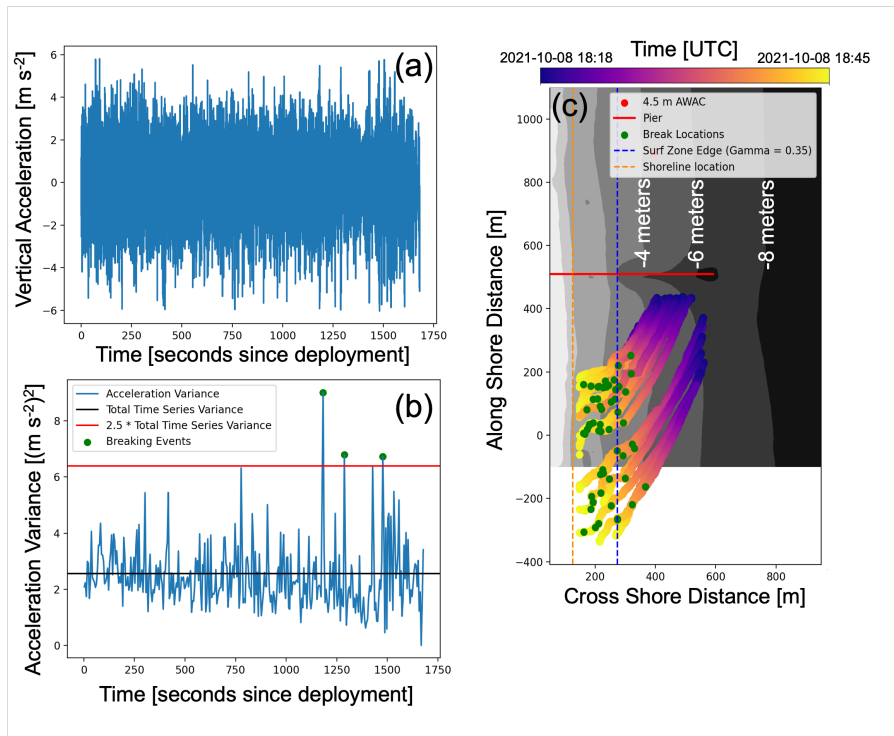 (a)
Vertical Acceleration [m s⁻²]
6
4
2
0
−2
−4
−6
0
250
500
750
1000
1250
1500
1750
Time [seconds since deployment]
(b)
Acceleration Variance
Total Time Series Variance
2.5 * Total Time Series Variance
Breaking Events
Acceleration Variance [(m s⁻²)²]
8
6
4
2
0
0
250
500
750
1000
1250
1500
1750
Time [seconds since deployment]
Time [UTC]
2021-10-08 18:18
2021-10-08 18:45
(c)
4.5 m AWAC
Pier
Break Locations
Surf Zone Edge (Gamma = 0.35)
Shoreline location
-4 meters
-6 meters
-8 meters
Along Shore Distance [m]
1000
800
600
400
200
0
−200
−400
200
400
600
800
Cross Shore Distance [m]